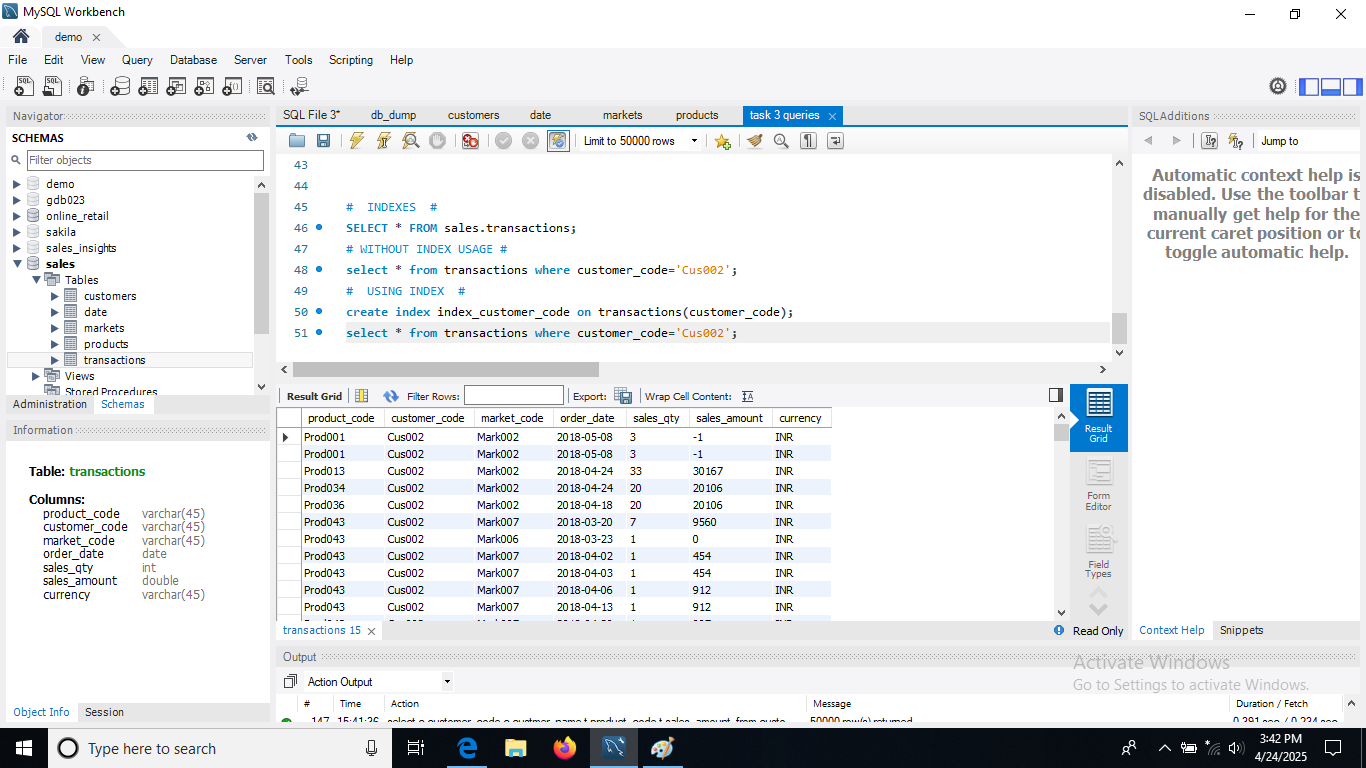 MySQL Workbench
demo
File Edit View Query Database Server Tools Scripting Help
Navigator
SCHEMAS
Filter objects
demo
gdb023
online_retail
sakila
sales_insights
sales
Tables
customers
date
markets
products
transactions
Views
Stored Procedures
Administration Schemas
Information
Table: transactions
Columns:
product_code varchar(45)
customer_code varchar(45)
market_code varchar(45)
order_date date
sales_qty int
sales_amount double
currency varchar(45)
Object Info Session
SQL File 3* db_dump customers date markets products task 3 queries
Limit to 50000 rows
43
44
45 # INDEXES #
46 SELECT * FROM sales.transactions;
47 # WITHOUT INDEX USAGE #
48 select * from transactions where customer_code='Cus002';
49 # USING INDEX #
50 create index index_customer_code on transactions(customer_code);
51 select * from transactions where customer_code='Cus002';
Result Grid Filter Rows: Export: Wrap Cell Content:
product_code customer_code market_code order_date sales_qty sales_amount currency
Prod001 Cus002 Mark002 2018-05-08 3 -1 INR
Prod001 Cus002 Mark002 2018-05-08 3 -1 INR
Prod013 Cus002 Mark002 2018-04-24 33 30167 INR
Prod034 Cus002 Mark002 2018-04-24 20 20106 INR
Prod036 Cus002 Mark002 2018-04-18 20 20106 INR
Prod043 Cus002 Mark007 2018-03-20 7 9560 INR
Prod043 Cus002 Mark006 2018-03-23 1 0 INR
Prod043 Cus002 Mark007 2018-04-02 1 454 INR
Prod043 Cus002 Mark007 2018-04-03 1 454 INR
Prod043 Cus002 Mark007 2018-04-06 1 912 INR
Prod043 Cus002 Mark007 2018-04-13 1 912 INR
Result
Grid
Form
Editor
Field
Types
transactions 15
Read Only
Output
Action Output
# Time Action Message Duration / Fetch
147 15:41:36
50000 row(s) returned
SQLAdditions
Jump to
Automatic context help is
disabled. Use the toolbar t
manually get help for the
current caret position or to
toggle automatic help.
Context Help Snippets
Activate Windows
Go to Settings to activate Windows.
Type here to search
3:42 PM
4/24/2025